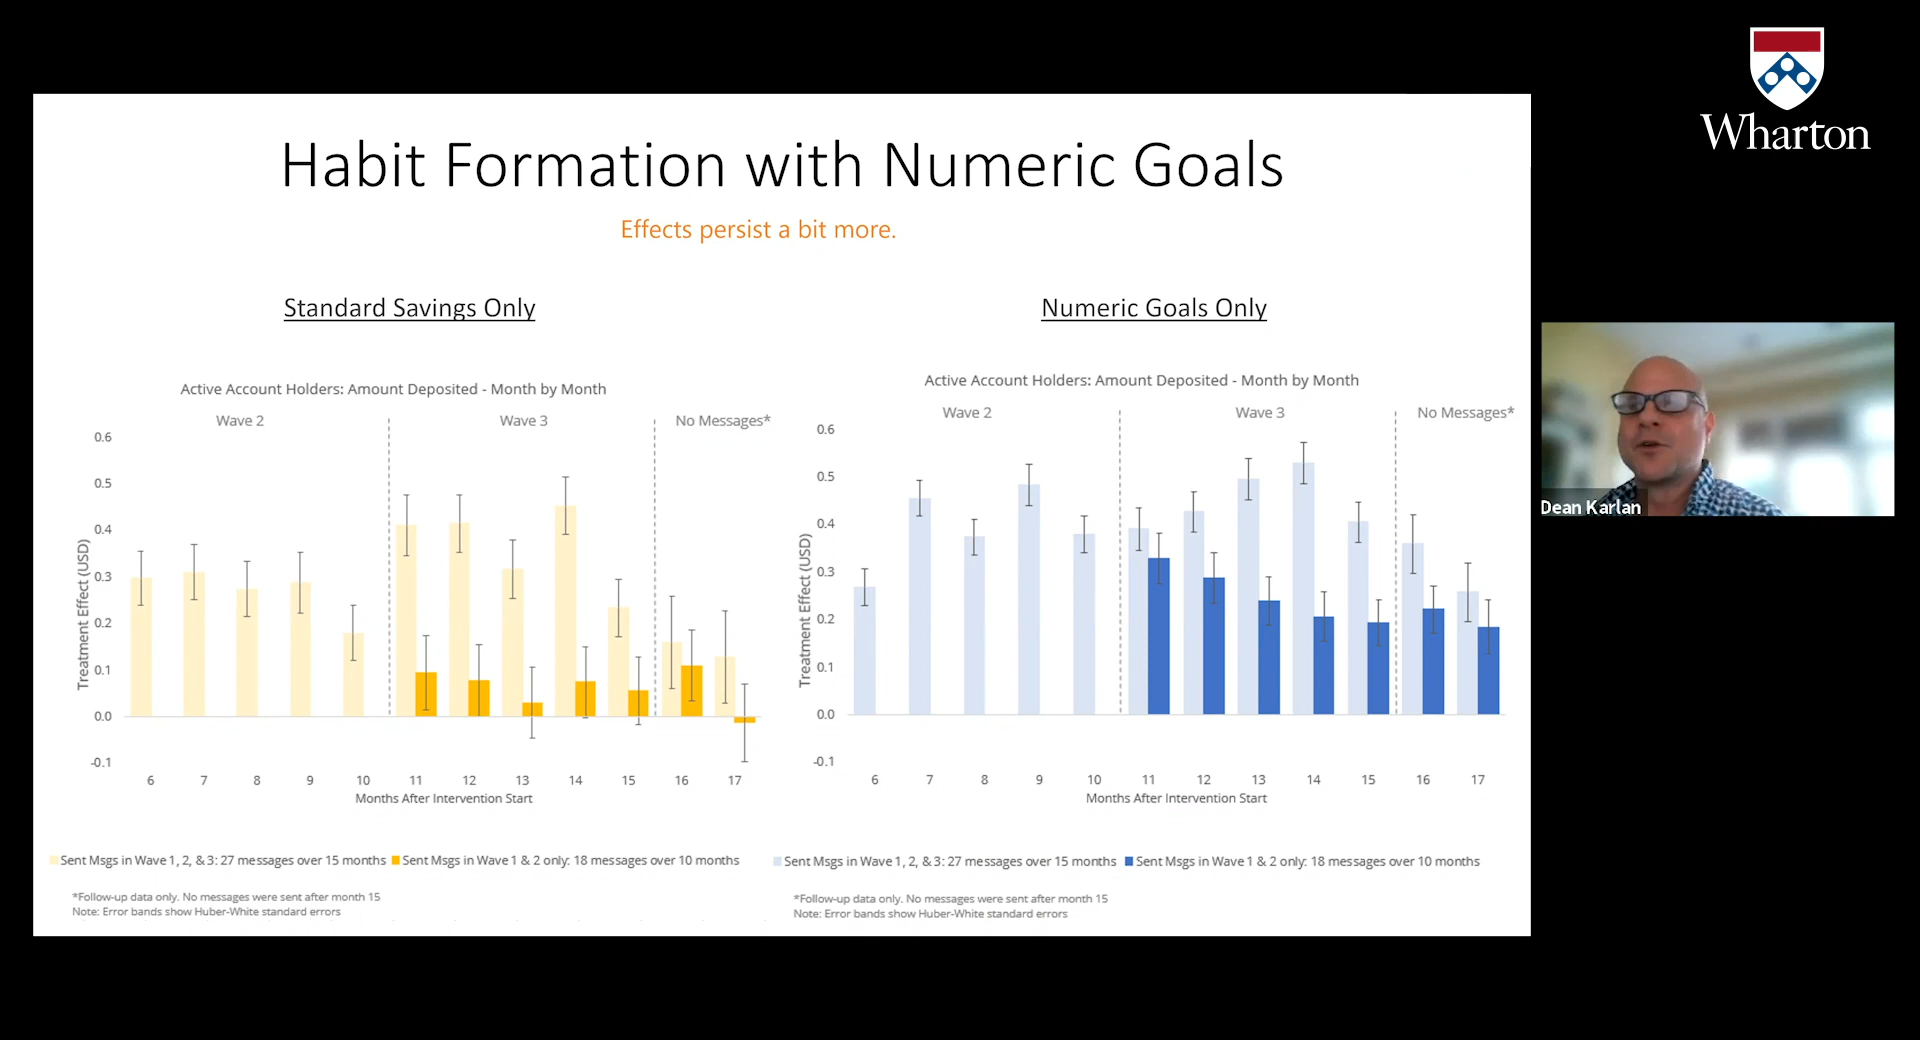 Wharton
Habit Formation with Numeric Goals
Effects persist a bit more.
Standard Savings Only
Active Account Holders: Amount Deposited - Month by Month
Wave 2
Wave 3
No Messages*
0.6
0.5
0.4
0.3
0.2
0.1
0.0
-0.1
Treatment Effect (USD)
6 7 8 9 10 11 12 13 14 15 16 17
Months After Intervention Start
Sent Msgs in Wave 1, 2, & 3: 27 messages over 15 months
Sent Msgs in Wave 1 & 2 only: 18 messages over 10 months
*Follow-up data only. No messages were sent after month 15
Note: Error bands show Huber-White standard errors
Numeric Goals Only
Active Account Holders: Amount Deposited - Month by Month
Wave 2
Wave 3
No Messages*
0.6
0.5
0.4
0.3
0.2
0.1
0.0
-0.1
Treatment Effect (USD)
6 7 8 9 10 11 12 13 14 15 16 17
Months After Intervention Start
Sent Msgs in Wave 1, 2, & 3: 27 messages over 15 months
Sent Msgs in Wave 1 & 2 only: 18 messages over 10 months
*Follow-up data only. No messages were sent after month 15
Note: Error bands show Huber-White standard errors
Dean Karlan